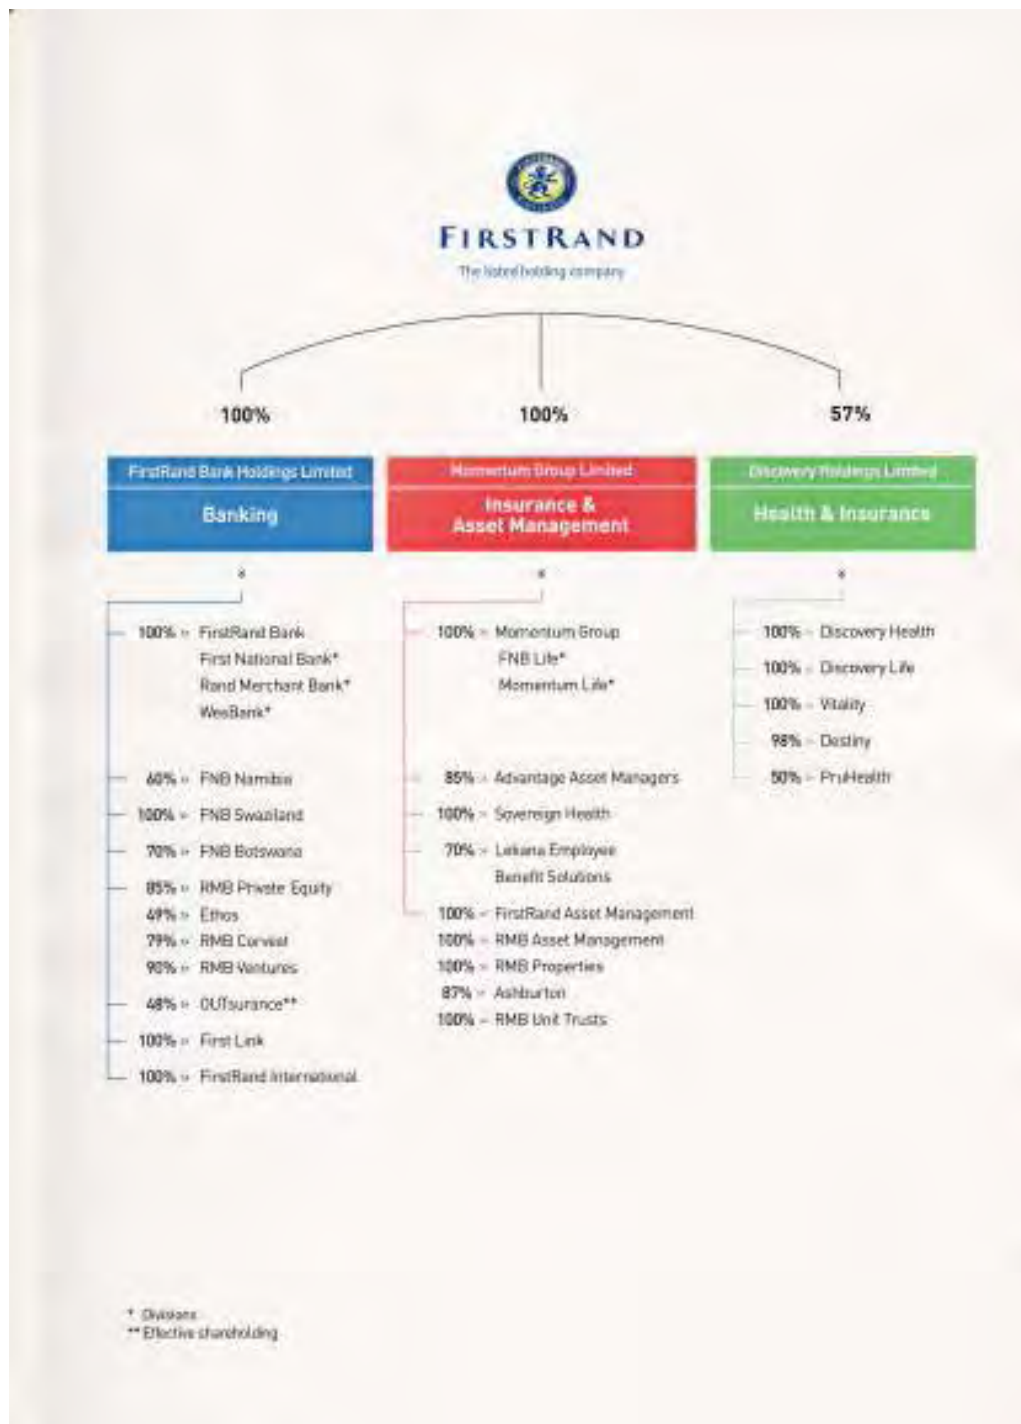 FIRSTRAND
The listed holding company
100%
100%
57%
FirstRand Bank Holdings Limited
Banking
Momentum Group Limited
Insurance &
Asset Management
Discovery Holdings Limited
Health & Insurance
100% » FirstRand Bank
First National Bank*
Rand Merchant Bank*
WesBank*
60% » FNB Namibia
100% » FNB Swaziland
70% » FNB Botswana
85% » RMB Private Equity
49% » Ethos
79% » RMB Corvest
90% » RMB Ventures
48% » OUTsurance**
100% » First Link
100% » FirstRand International
100% » Momentum Group
FNB Life*
Momentum Life*
85% » Advantage Asset Managers
100% » Sovereign Health
70% » Lekana Employee
Benefit Solutions
100% » FirstRand Asset Management
100% » RMB Asset Management
100% » RMB Properties
87% » Ashburton
100% » RMB Unit Trusts
100% » Discovery Health
100% » Discovery Life
100% » Vitality
98% » Destiny
50% » PruHealth
* Divisions
** Effective shareholding